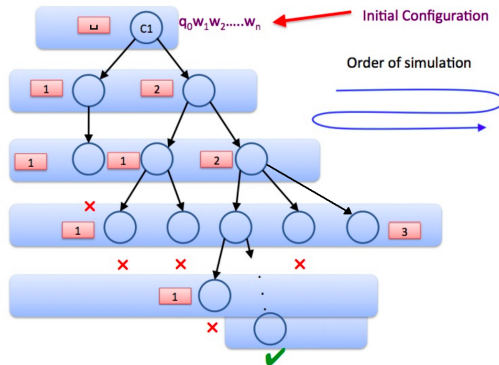 ␣ C1 q₀w₁w₂.....wₙ Initial Configuration
Order of simulation
1 2
1 1 2
1 3
1